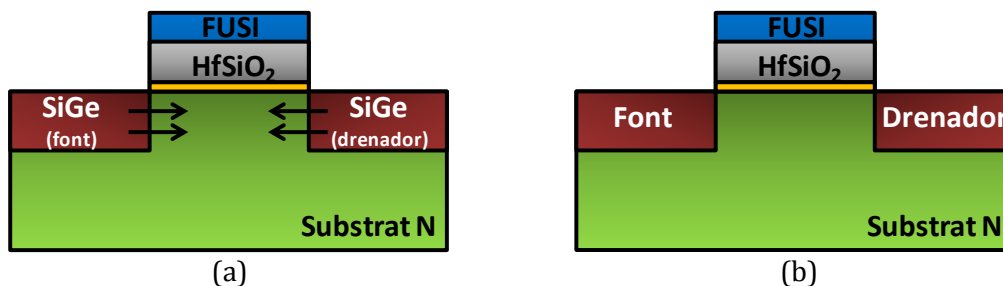 FUSI
HfSiO₂
SiGe
(font)
SiGe
(drenador)
Substrat N
(a)
FUSI
HfSiO₂
Font
Drenador
Substrat N
(b)